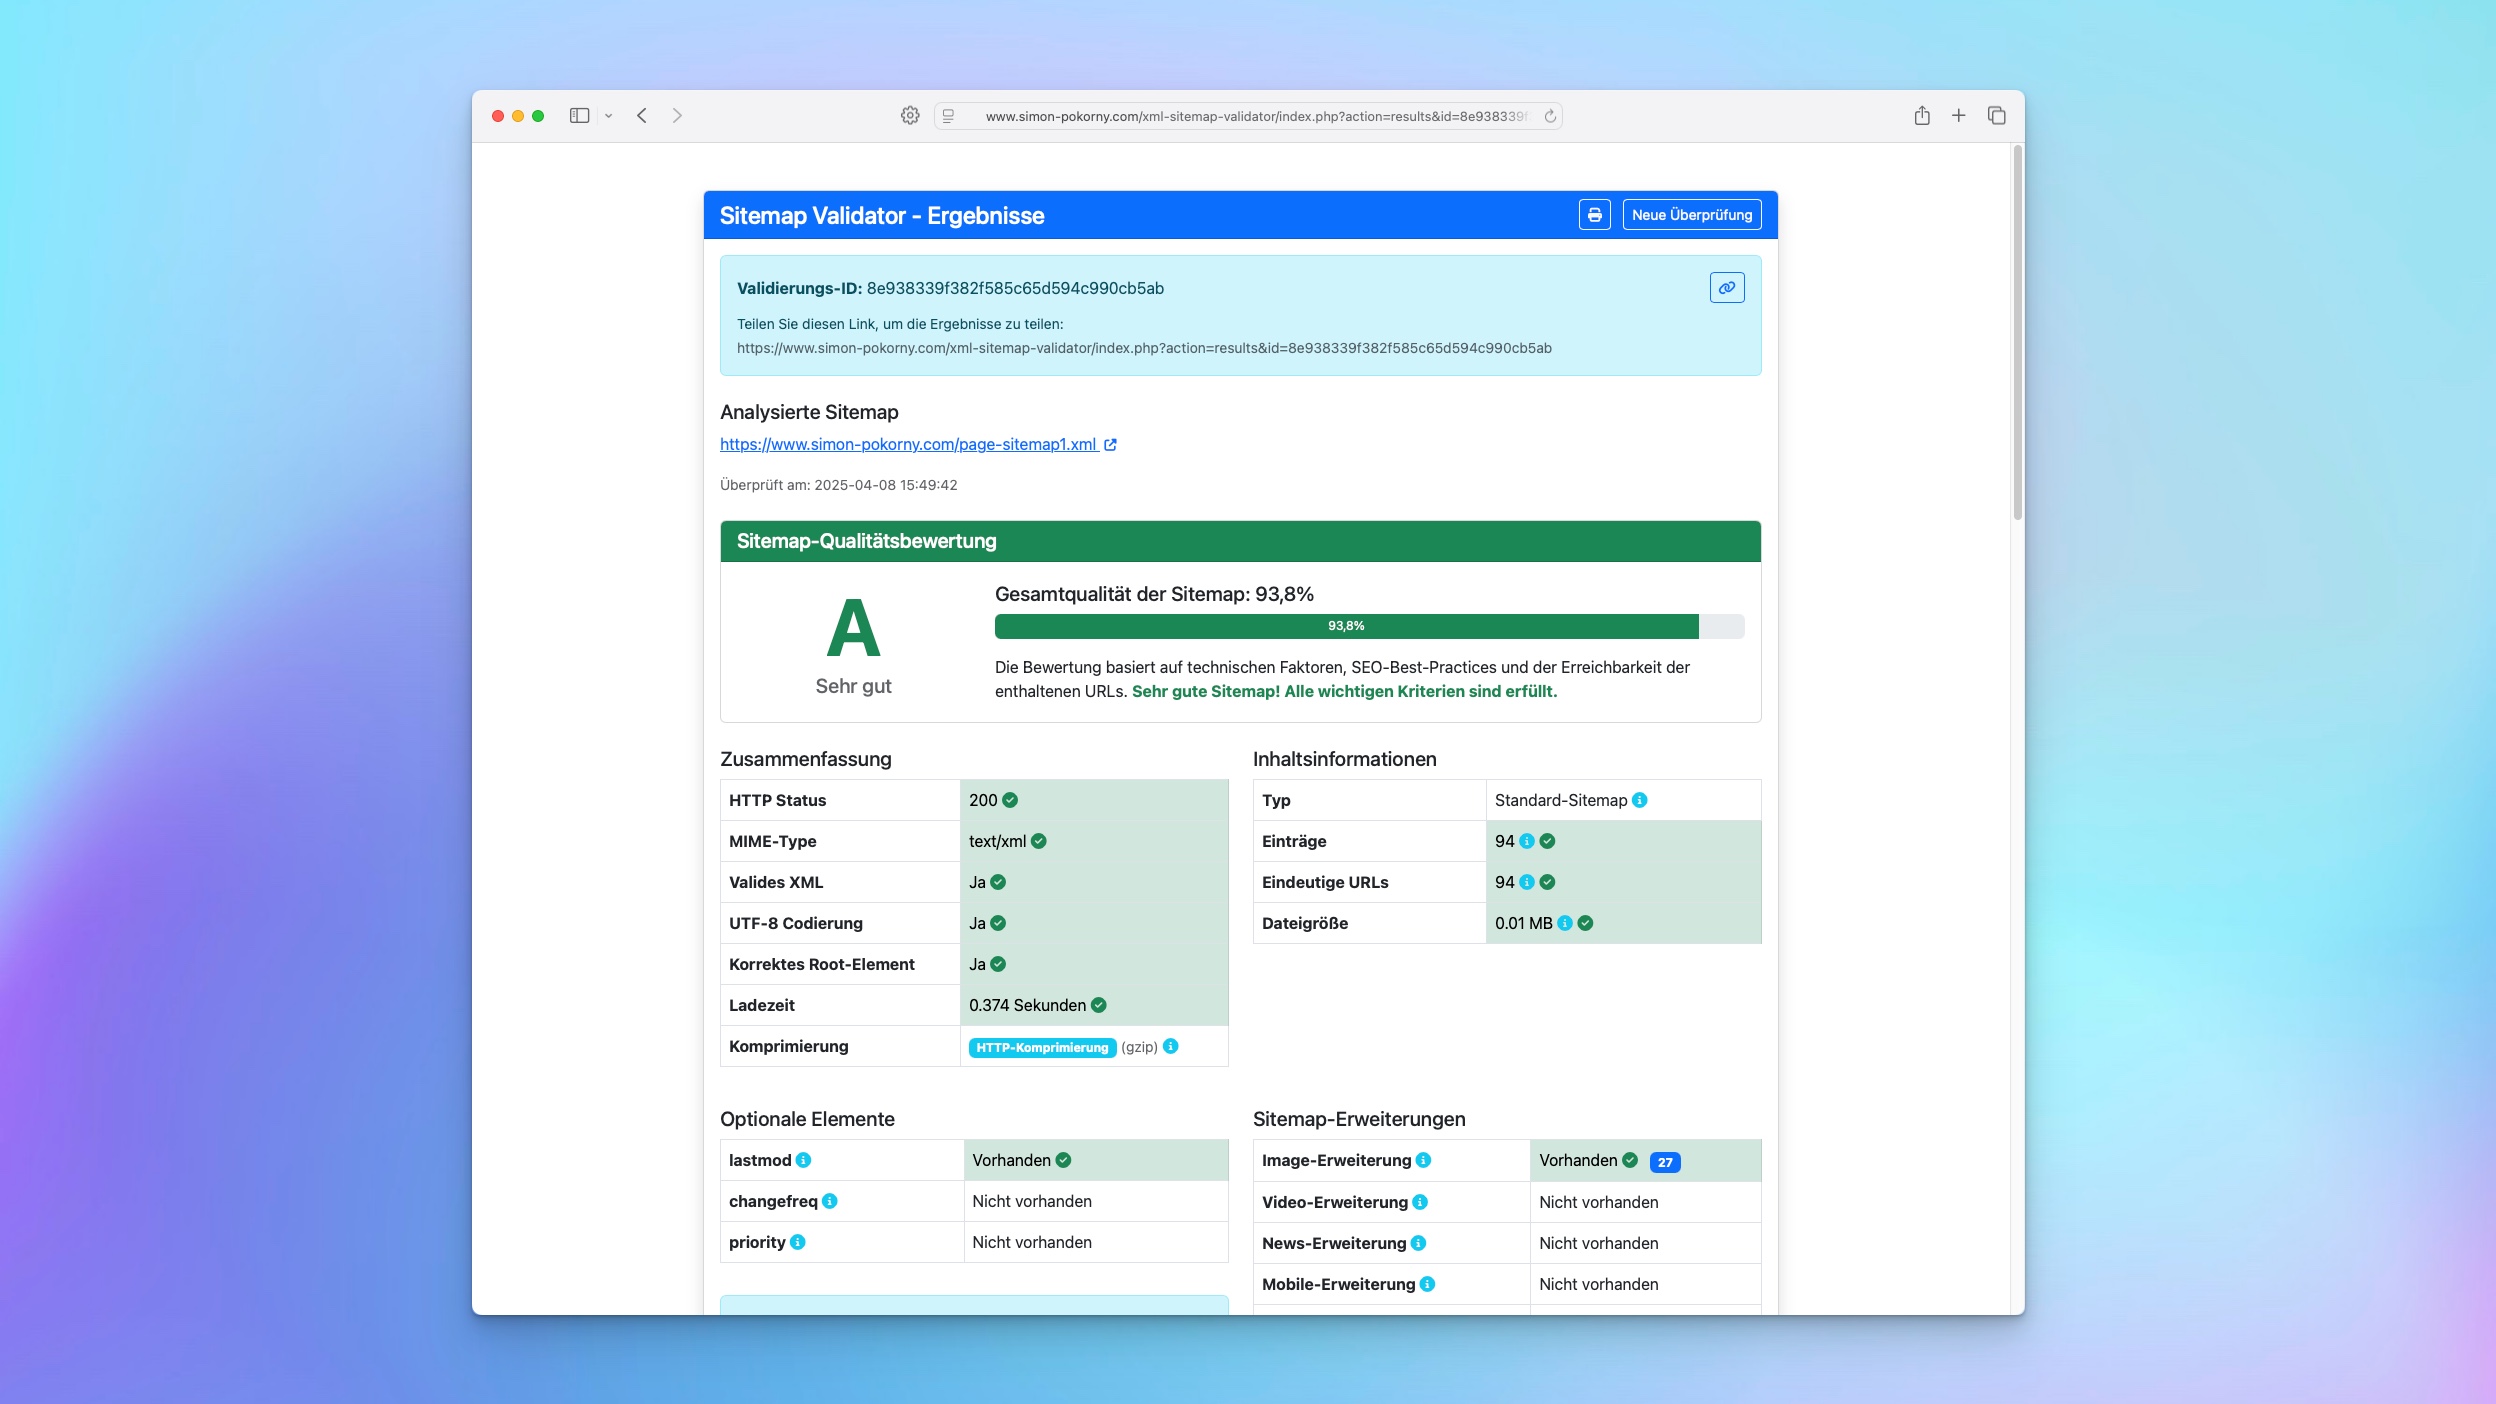 www.simon-pokorny.com/xml-sitemap-validator/index.php?action=results&id=8e938339f
Sitemap Validator - Ergebnisse
Neue Überprüfung
Validierungs-ID: 8e938339f382f585c65d594c990cb5ab
Teilen Sie diesen Link, um die Ergebnisse zu teilen:
https://www.simon-pokorny.com/xml-sitemap-validator/index.php?action=results&id=8e938339f382f585c65d594c990cb5ab
Analysierte Sitemap
https://www.simon-pokorny.com/page-sitemap1.xml
Überprüft am: 2025-04-08 15:49:42
Sitemap-Qualitätsbewertung
A
Sehr gut
Gesamtqualität der Sitemap: 93,8%
93,8%
Die Bewertung basiert auf technischen Faktoren, SEO-Best-Practices und der Erreichbarkeit der
enthaltenen URLs. Sehr gute Sitemap! Alle wichtigen Kriterien sind erfüllt.
Zusammenfassung
HTTP Status 200
MIME-Type text/xml
Valides XML Ja
UTF-8 Codierung Ja
Korrektes Root-Element Ja
Ladezeit 0.374 Sekunden
Komprimierung HTTP-Komprimierung (gzip)
Inhaltsinformationen
Typ Standard-Sitemap
Einträge 94
Eindeutige URLs 94
Dateigröße 0.01 MB
Optionale Elemente
lastmod Vorhanden
changefreq Nicht vorhanden
priority Nicht vorhanden
Sitemap-Erweiterungen
Image-Erweiterung Vorhanden 27
Video-Erweiterung Nicht vorhanden
News-Erweiterung Nicht vorhanden
Mobile-Erweiterung Nicht vorhanden